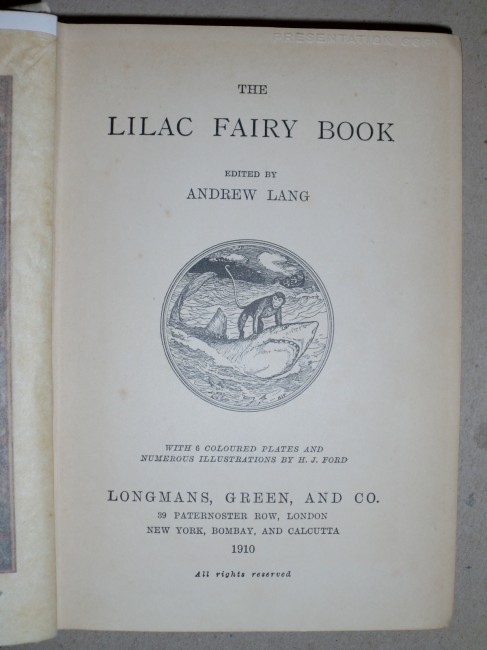 PRESENTATION COPY
THE
LILAC FAIRY BOOK
EDITED BY
ANDREW LANG
WITH 6 COLOURED PLATES AND
NUMEROUS ILLUSTRATIONS BY H. J. FORD
LONGMANS, GREEN, AND CO.
39 PATERNOSTER ROW, LONDON
NEW YORK, BOMBAY, AND CALCUTTA
1910
All rights reserved